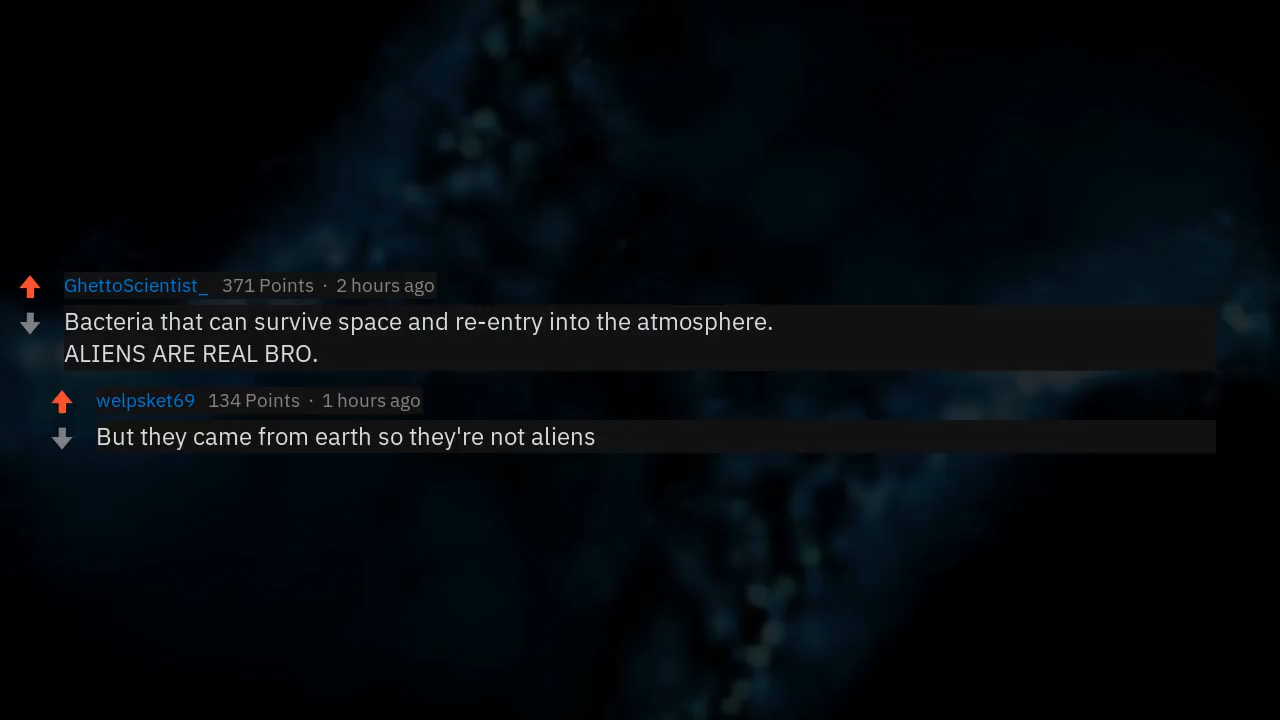 GhettoScientist_ 371 Points · 2 hours ago
Bacteria that can survive space and re-entry into the atmosphere.
ALIENS ARE REAL BRO.
welpsket69 134 Points · 1 hours ago
But they came from earth so they're not aliens